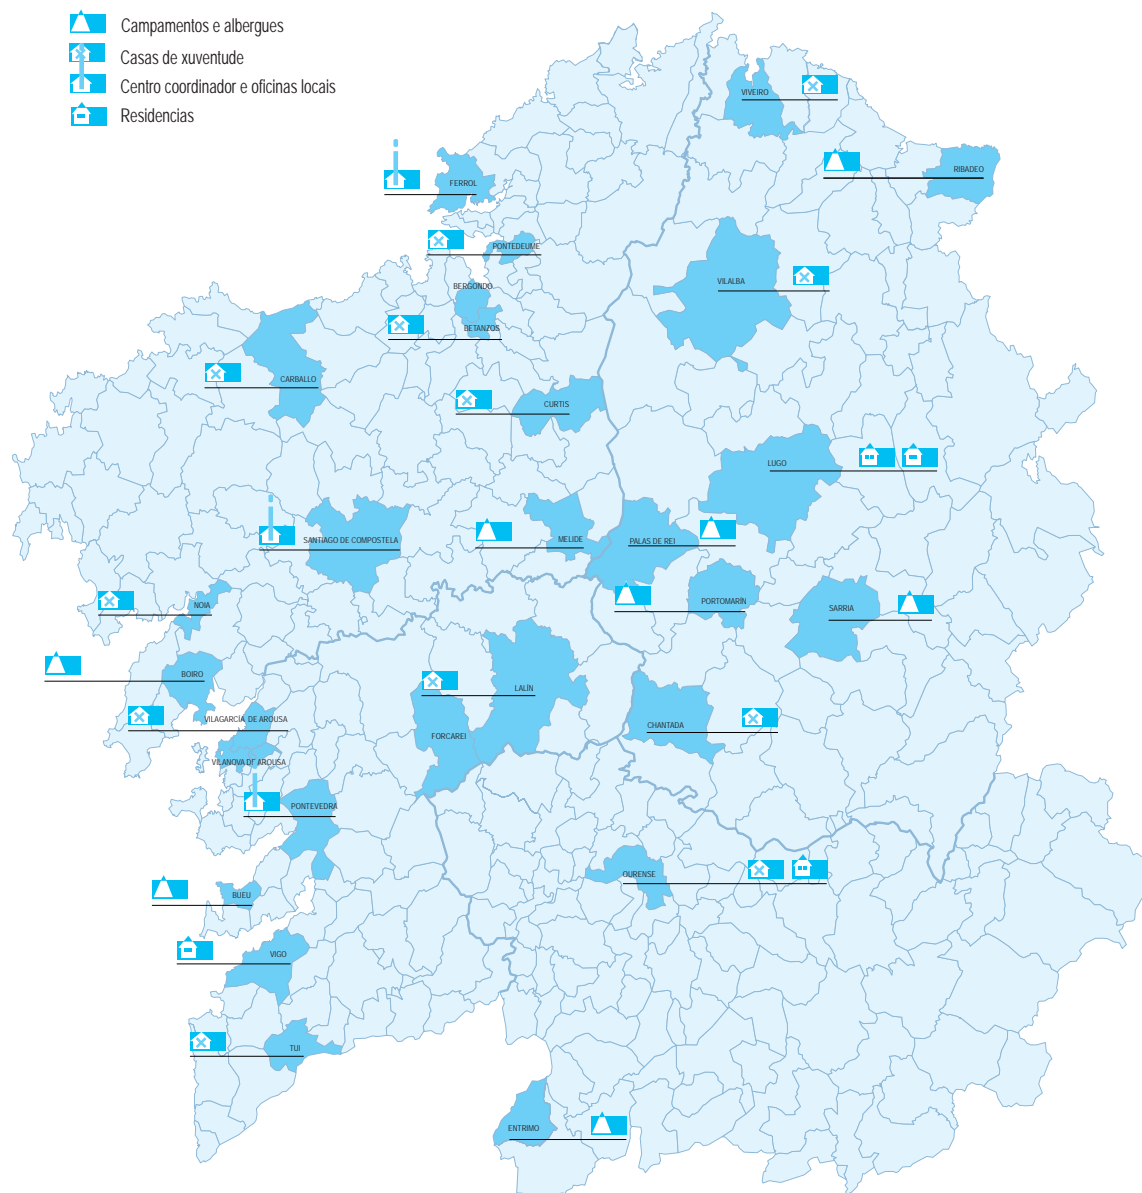 Campamentos e albergues
Casas de xuventude
Centro coordinador e oficinas locais
Residencias
VIVEIRO
RIBADEO
FERROL
PONTEDEUME
VILALBA
BERGONDO
BETANZOS
CARBALLO
CURTIS
LUGO
SANTIAGO DE COMPOSTELA
MELIDE
PALAS DE REI
NOIA
PORTOMARÍN
SARRIA
BOIRO
LALÍN
VILAGARCÍA DE AROUSA
FORCAREI
CHANTADA
VILANOVA DE AROUSA
PONTEVEDRA
OURENSE
BUEU
VIGO
TUI
ENTRIMO